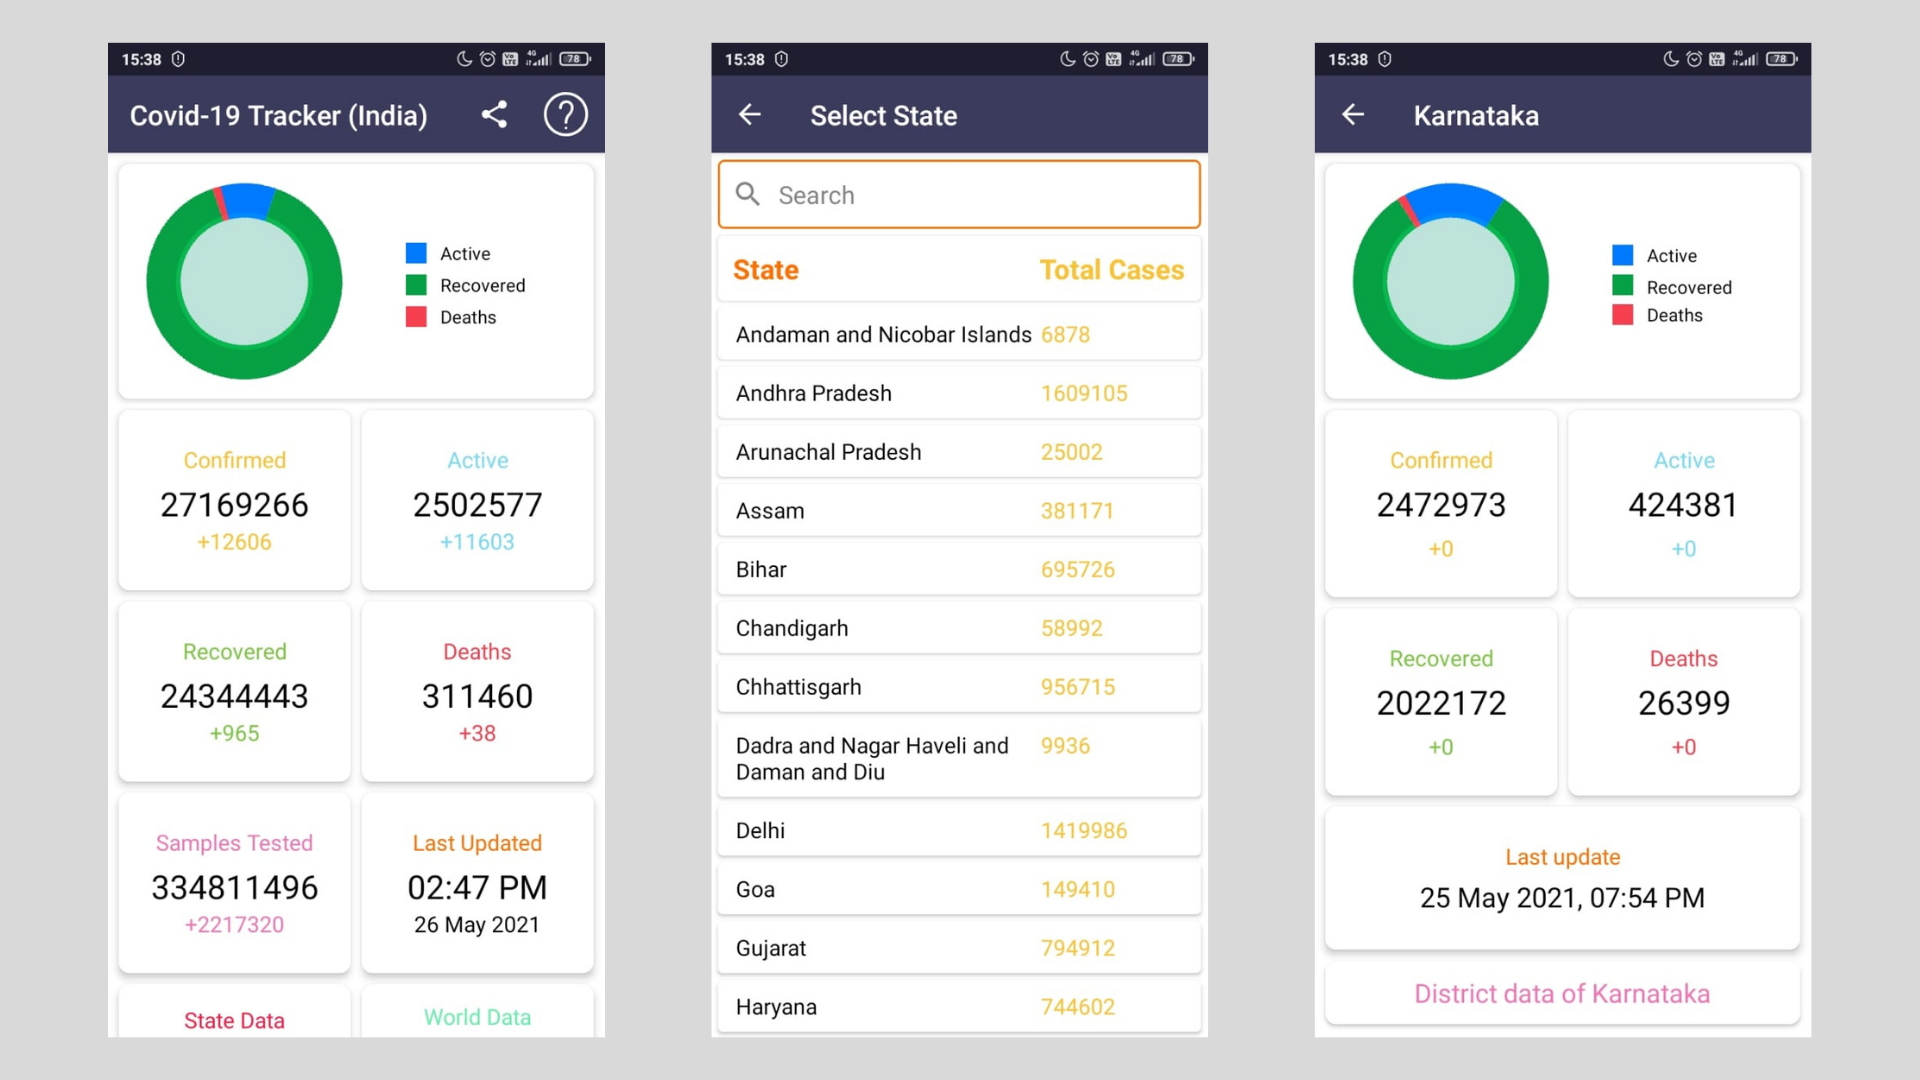 15:38
4G
78
Covid-19 Tracker (India)
Active
Recovered
Deaths
Confirmed
27169266
+12606
Active
2502577
+11603
Recovered
24344443
+965
Deaths
311460
+38
Samples Tested
334811496
+2217320
Last Updated
02:47 PM
26 May 2021
State Data
World Data
15:38
4G
78
Select State
Search
State Total Cases
Andaman and Nicobar Islands 6878
Andhra Pradesh 1609105
Arunachal Pradesh 25002
Assam 381171
Bihar 695726
Chandigarh 58992
Chhattisgarh 956715
Dadra and Nagar Haveli and 9936
Daman and Diu
Delhi 1419986
Goa 149410
Gujarat 794912
Haryana 744602
15:38
4G
78
Karnataka
Active
Recovered
Deaths
Confirmed
2472973
+0
Active
424381
+0
Recovered
2022172
+0
Deaths
26399
+0
Last update
25 May 2021, 07:54 PM
District data of Karnataka